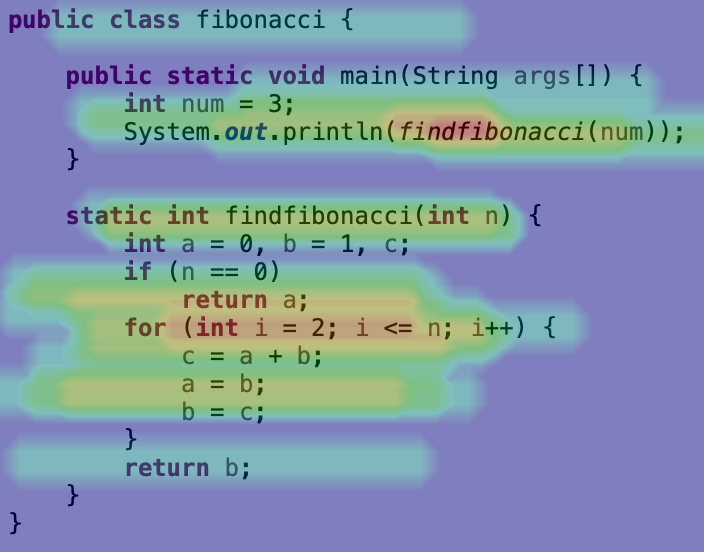 public class fibonacci {
public static void main(String args[]) {
int num = 3;
System.out.println(findfibonacci(num));
}
static int findfibonacci(int n) {
int a = 0, b = 1, c;
if (n == 0)
return a;
for (int i = 2; i <= n; i++) {
c = a + b;
a = b;
b = c;
}
return b;
}
}